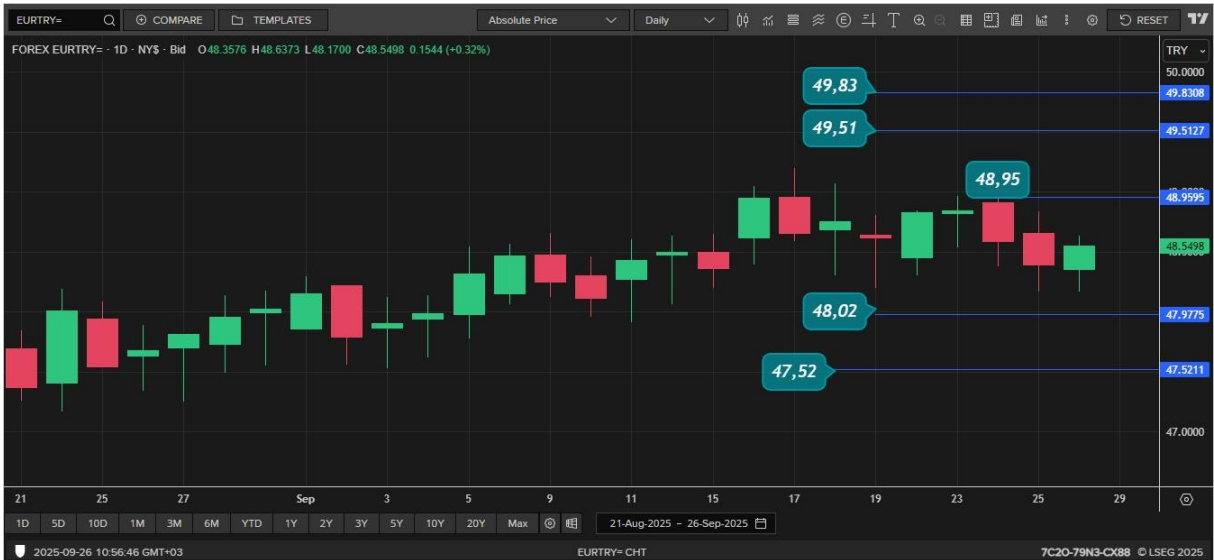 EURTRY= COMPARE TEMPLATES Absolute Price Daily RESET
FOREX EURTRY= · 1D · NY$ · Bid O48.3576 H48.6373 L48.1700 C48.5498 0.1544 (+0.32%)
TRY
50.0000
49,83
49.8308
49,51
49.5127
48,95
48.9595
48.5498
48,02
47.9775
47,52
47.5211
47.0000
21 25 27 Sep 3 5 9 11 15 17 19 23 25 29
1D 5D 10D 1M 3M 6M YTD 1Y 2Y 3Y 5Y 10Y 20Y Max 21-Aug-2025 - 26-Sep-2025
2025-09-26 10:56:46 GMT+03 EURTRY= CHT 7C2O-79N3-CX88 © LSEG 2025